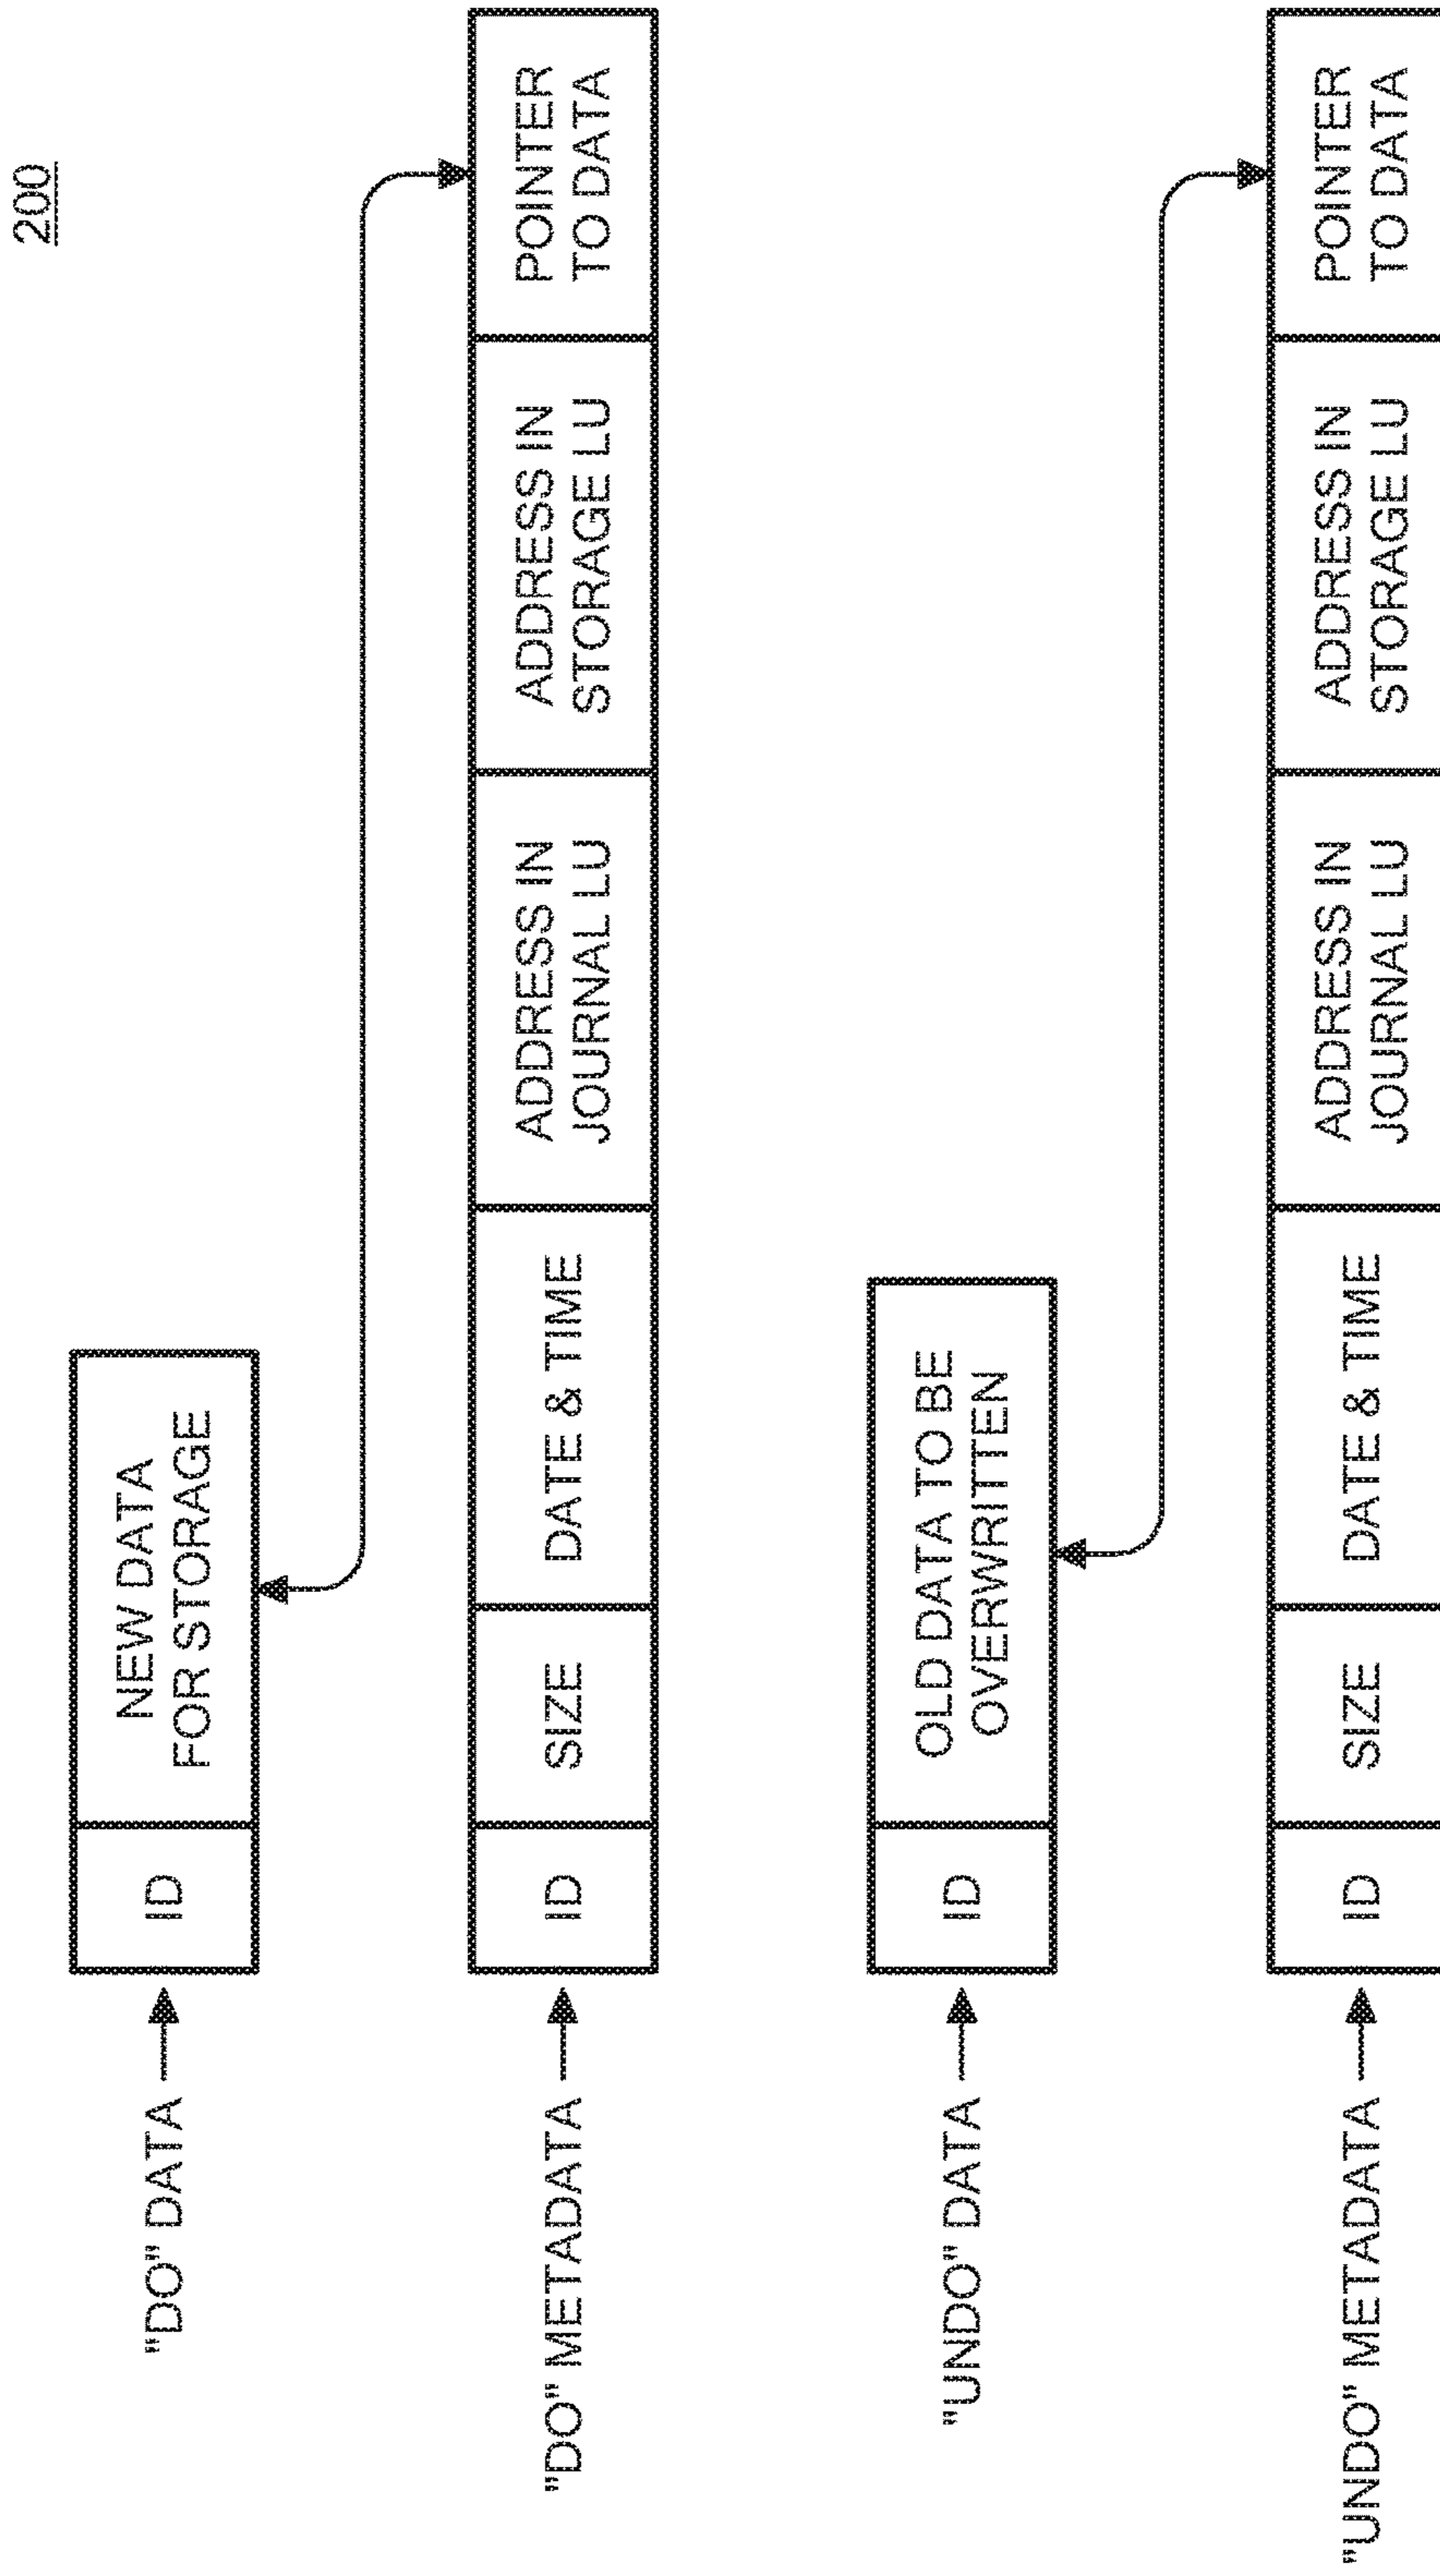 200
"DO" DATA
ID
NEW DATA
FOR STORAGE
"DO" METADATA
ID
SIZE
DATE & TIME
ADDRESS IN
JOURNAL LU
ADDRESS IN
STORAGE LU
POINTER
TO DATA
"UNDO" DATA
ID
OLD DATA TO BE
OVERWRITTEN
"UNDO" METADATA
ID
SIZE
DATE & TIME
ADDRESS IN
JOURNAL LU
ADDRESS IN
STORAGE LU
POINTER
TO DATA